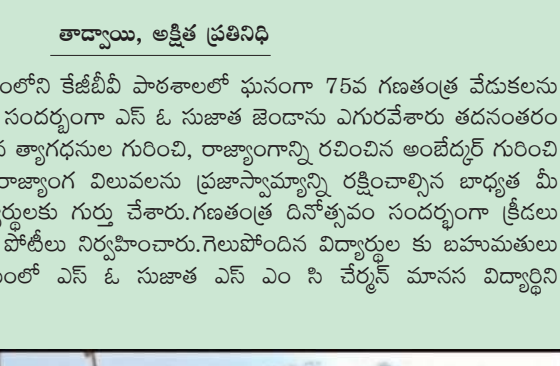 తాడ్వాయి, అక్షిత ప్రతినిధి
కేజీబీవీ పాఠశాలలో ఘనంగా 75వ గణతంత్ర వేడుకలను
సందర్బంగా ఎస్ ఓ సుజాత జెండాను ఎగురవేశారు తదనంతరం
త్యాగధనుల గురించి, రాజ్యాంగాన్ని రచించిన అంబేద్కర్ గురించి
రాజ్యాంగ విలువలను ప్రజాస్వామ్యాన్ని రక్షించాల్సిన బాధ్యత మీ
గుర్తు చేశారు.గణతంత్ర దినోత్సవం సందర్భంగా క్రీడలు
పోటీలు నిర్వహించారు.గెలుపోందిన విద్యార్థుల కు బహుమతులు
ఎస్ ఓ సుజాత ఎస్ ఎం సి చేర్మన్ మానస విద్యార్థిని